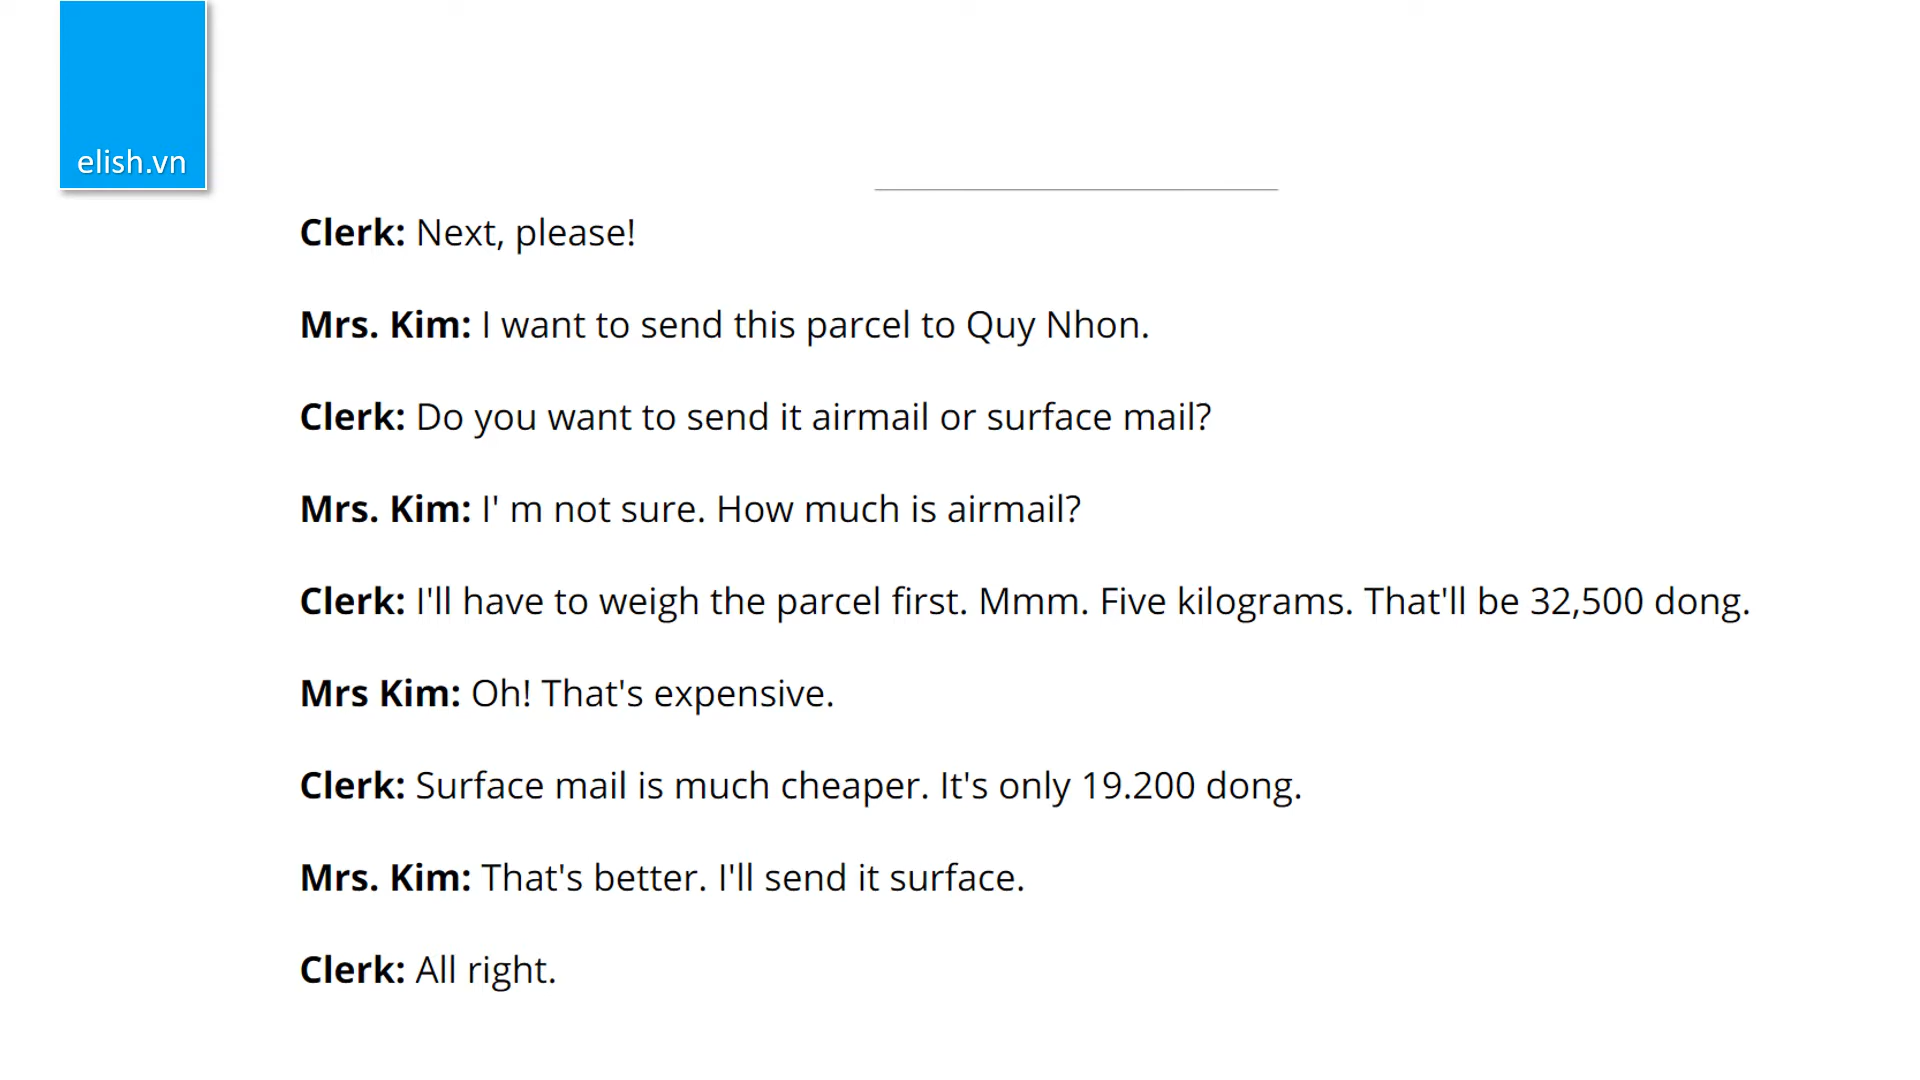 elish.vn
Clerk: Next, please!
Mrs. Kim: I want to send this parcel to Quy Nhon.
Clerk: Do you want to send it airmail or surface mail?
Mrs. Kim: I' m not sure. How much is airmail?
Clerk: I'll have to weigh the parcel first. Mmm. Five kilograms. That'll be 32,500 dong.
Mrs Kim: Oh! That's expensive.
Clerk: Surface mail is much cheaper. It's only 19.200 dong.
Mrs. Kim: That's better. I'll send it surface.
Clerk: All right.